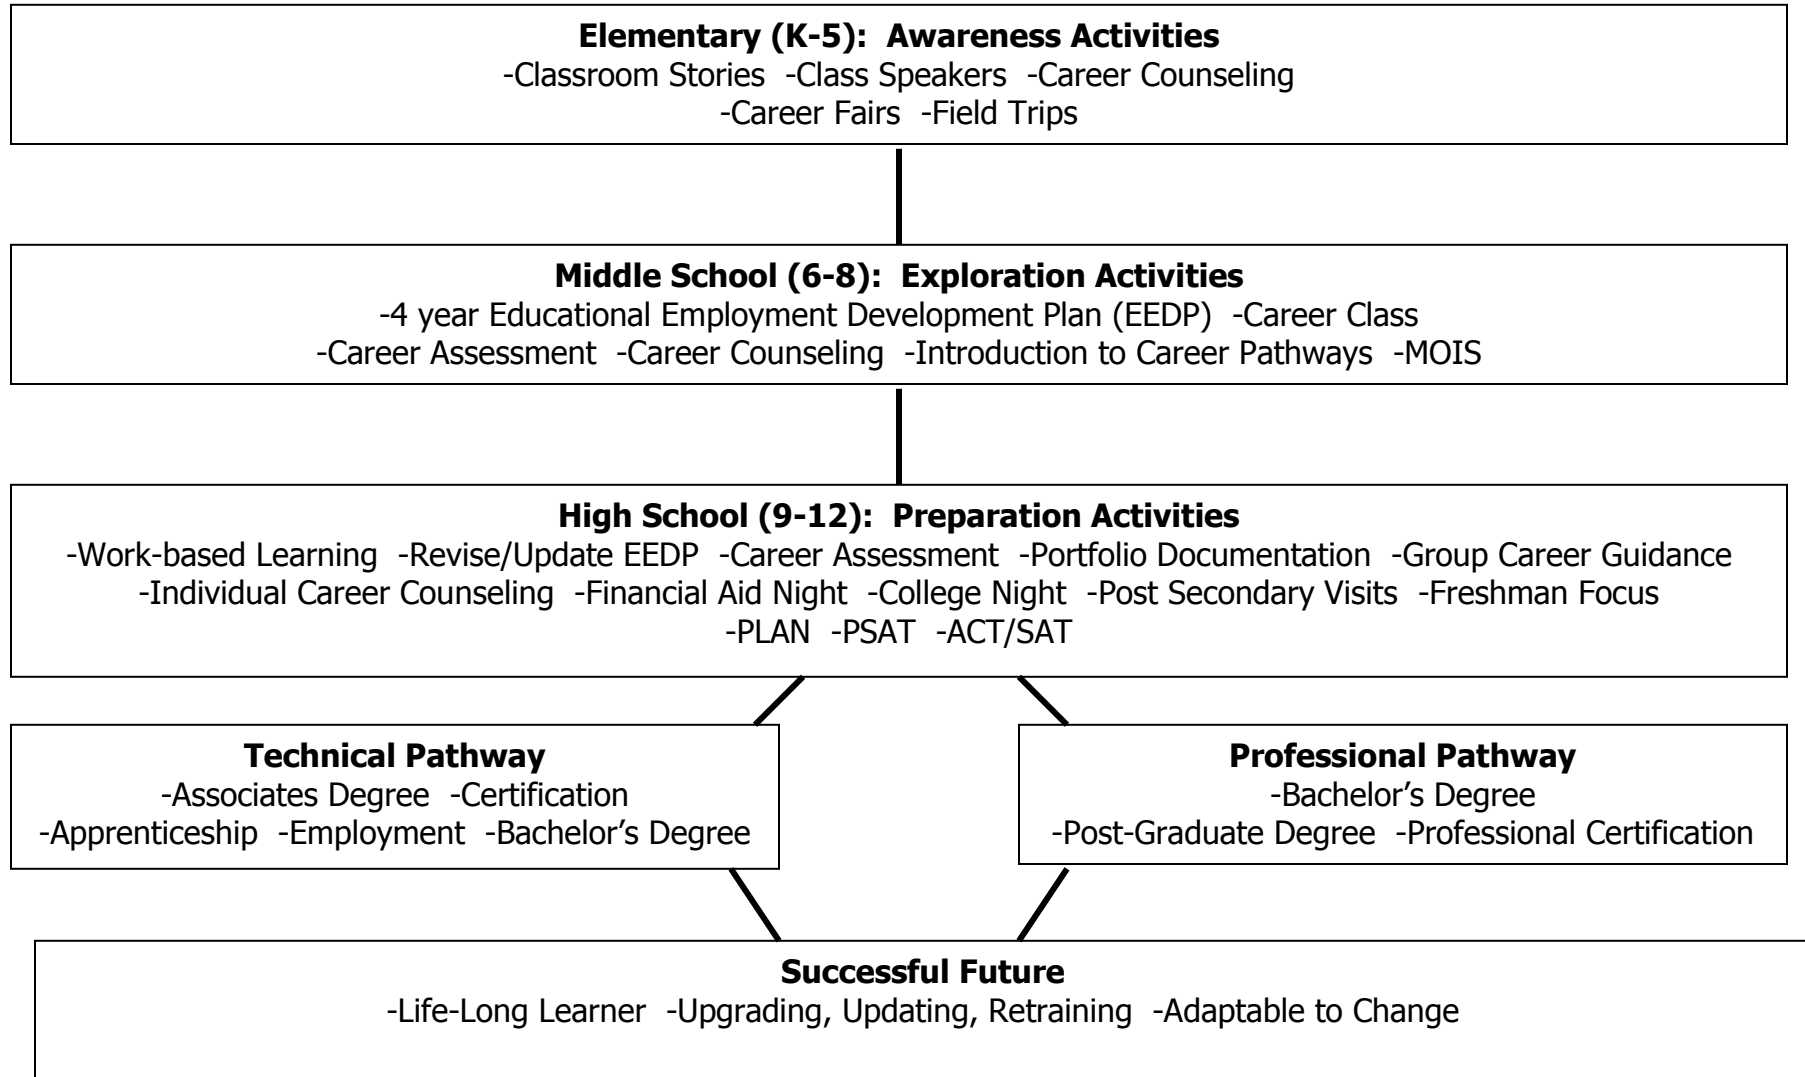 Elementary (K-5):  Awareness Activities
-Classroom Stories  -Class Speakers  -Career Counseling
-Career Fairs  -Field Trips
Middle School (6-8):  Exploration Activities
-4 year Educational Employment Development Plan (EEDP)  -Career Class
-Career Assessment  -Career Counseling  -Introduction to Career Pathways  -MOIS
High School (9-12):  Preparation Activities
-Work-based Learning  -Revise/Update EEDP  -Career Assessment  -Portfolio Documentation  -Group Career Guidance
-Individual Career Counseling  -Financial Aid Night  -College Night  -Post Secondary Visits  -Freshman Focus
-PLAN  -PSAT  -ACT/SAT
Technical Pathway
-Associates Degree  -Certification
-Apprenticeship  -Employment  -Bachelor’s Degree
Professional Pathway
-Bachelor’s Degree
-Post-Graduate Degree  -Professional Certification
Successful Future
-Life-Long Learner  -Upgrading, Updating, Retraining  -Adaptable to Change